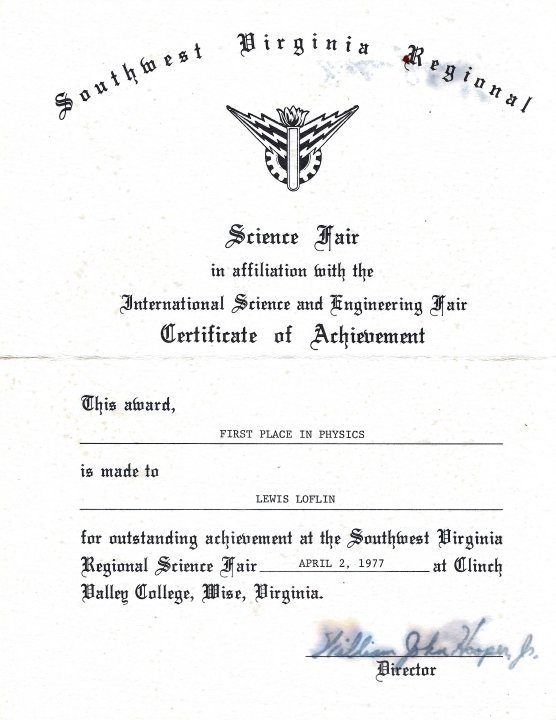 Southwest Virginia Regional
Science Fair
in affiliation with the
International Science and Engineering Fair
Certificate of Achievement
This award,
FIRST PLACE IN PHYSICS
is made to
LEWIS LOFLIN
for outstanding achievement at the Southwest Virginia
Regional Science Fair APRIL 2, 1977 at Clinch
Valley College, Wise, Virginia.
William John Hooper, Jr.
Director